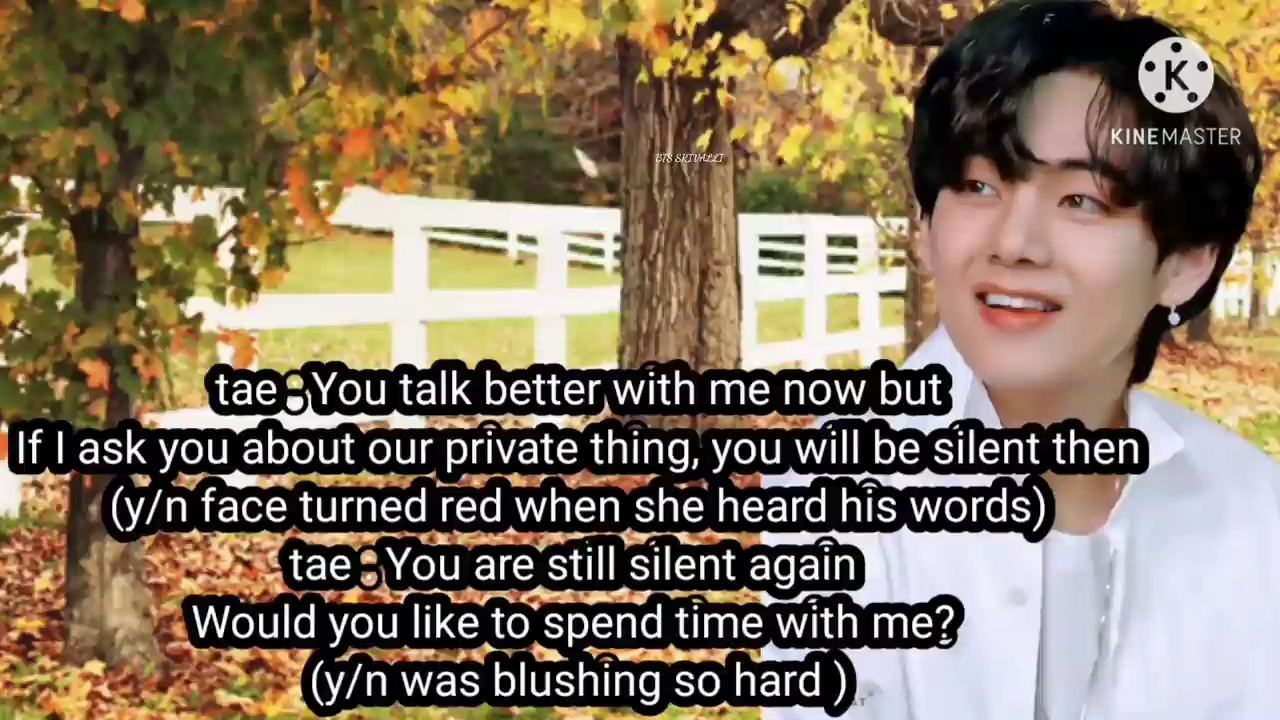 KINEMASTER
BTS SRIVALLI
tae : You talk better with me now but
If I ask you about our private thing, you will be silent then
(y/n face turned red when she heard his words)
tae : You are still silent again
Would you like to spend time with me?
(y/n was blushing so hard )